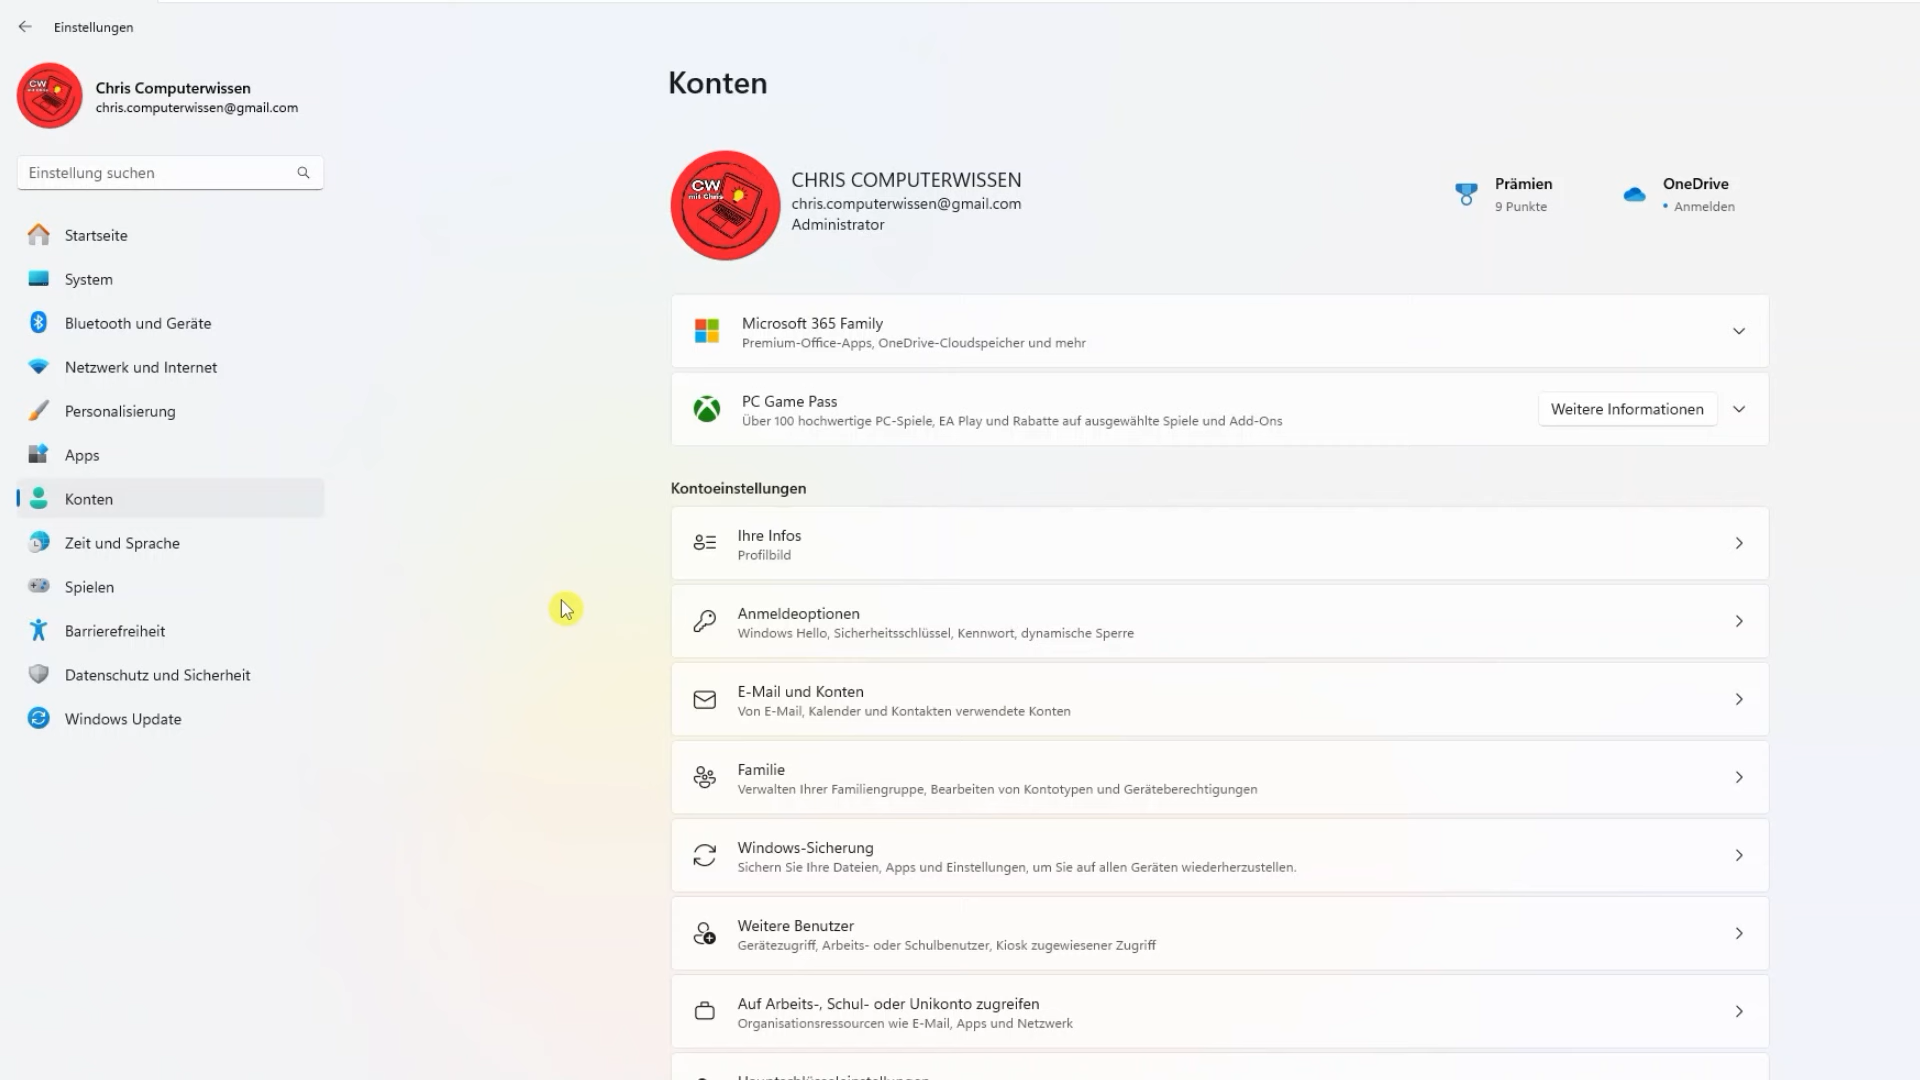 Einstellungen
Chris Computerwissen
chris.computerwissen@gmail.com
Einstellung suchen
Startseite
System
Bluetooth und Geräte
Netzwerk und Internet
Personalisierung
Apps
Konten
Zeit und Sprache
Spielen
Barrierefreiheit
Datenschutz und Sicherheit
Windows Update
Konten
CW
mit Chris
CHRIS COMPUTERWISSEN
chris.computerwissen@gmail.com
Administrator
Prämien
9 Punkte
OneDrive
• Anmelden
Microsoft 365 Family
Premium-Office-Apps, OneDrive-Cloudspeicher und mehr
PC Game Pass
Über 100 hochwertige PC-Spiele, EA Play und Rabatte auf ausgewählte Spiele und Add-Ons
Weitere Informationen
Kontoeinstellungen
Ihre Infos
Profilbild
Anmeldeoptionen
Windows Hello, Sicherheitsschlüssel, Kennwort, dynamische Sperre
E-Mail und Konten
Von E-Mail, Kalender und Kontakten verwendete Konten
Familie
Verwalten Ihrer Familiengruppe, Bearbeiten von Kontotypen und Geräteberechtigungen
Windows-Sicherung
Sichern Sie Ihre Dateien, Apps und Einstellungen, um Sie auf allen Geräten wiederherzustellen.
Weitere Benutzer
Gerätezugriff, Arbeits- oder Schulbenutzer, Kiosk zugewiesener Zugriff
Auf Arbeits-, Schul- oder Unikonto zugreifen
Organisationsressourcen wie E-Mail, Apps und Netzwerk